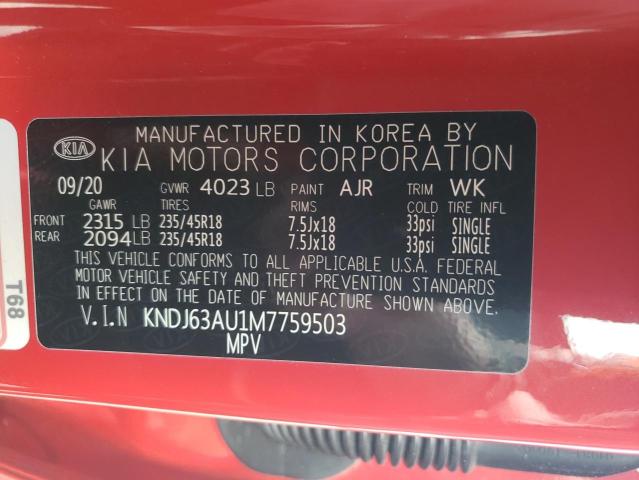 MANUFACTURED IN KOREA BY
KIA KIA MOTORS CORPORATION
09/20 GVWR 4023 LB PAINT AJR TRIM WK
GAWR TIRES RIMS COLD TIRE INFL
FRONT 2315 LB 235/45R18 7.5Jx18 33psi SINGLE
REAR 2094 LB 235/45R18 7.5Jx18 33psi SINGLE
THIS VEHICLE CONFORMS TO ALL APPLICABLE U.S.A. FEDERAL
MOTOR VEHICLE SAFETY AND THEFT PREVENTION STANDARDS
IN EFFECT ON THE DATE OF MANUFACTURE SHOWN ABOVE.
V.I.N KNDJ63AU1M7759503
MPV
T68